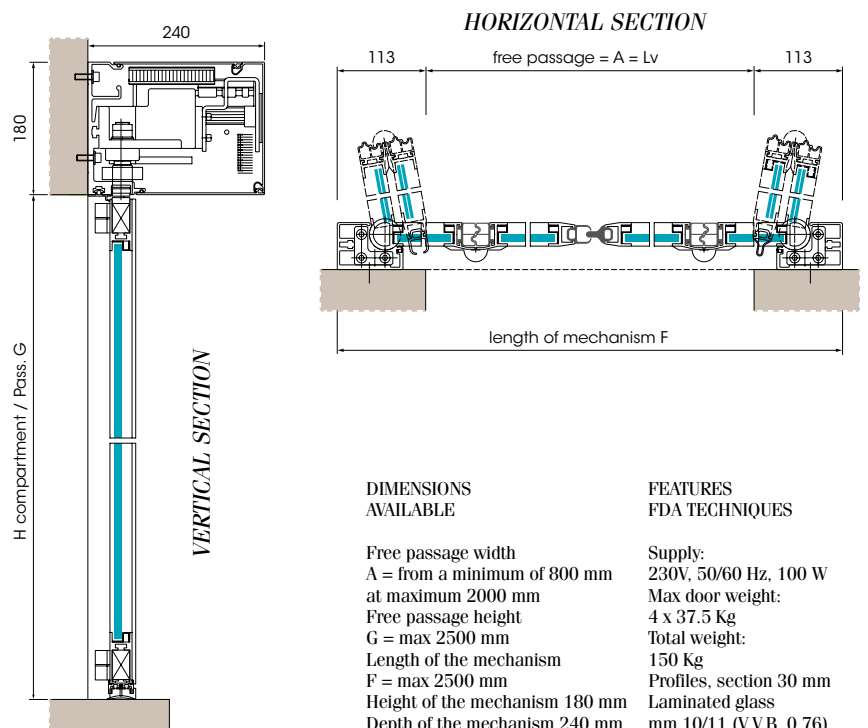 HORIZONTAL SECTION
240
113
free passage = A = Lv
113
180
H compartment / Pass. G
VERTICAL SECTION
length of mechanism F
DIMENSIONS
AVAILABLE
Free passage width
A = from a minimum of 800 mm
at maximum 2000 mm
Free passage height
G = max 2500 mm
Length of the mechanism
F = max 2500 mm
Height of the mechanism 180 mm
Depth of the mechanism 240 mm
FEATURES
FDA TECHNIQUES
Supply:
230V, 50/60 Hz, 100 W
Max door weight:
4 x 37.5 Kg
Total weight:
150 Kg
Profiles, section 30 mm
Laminated glass
mm 10/11 (V.V.B. 0.76)